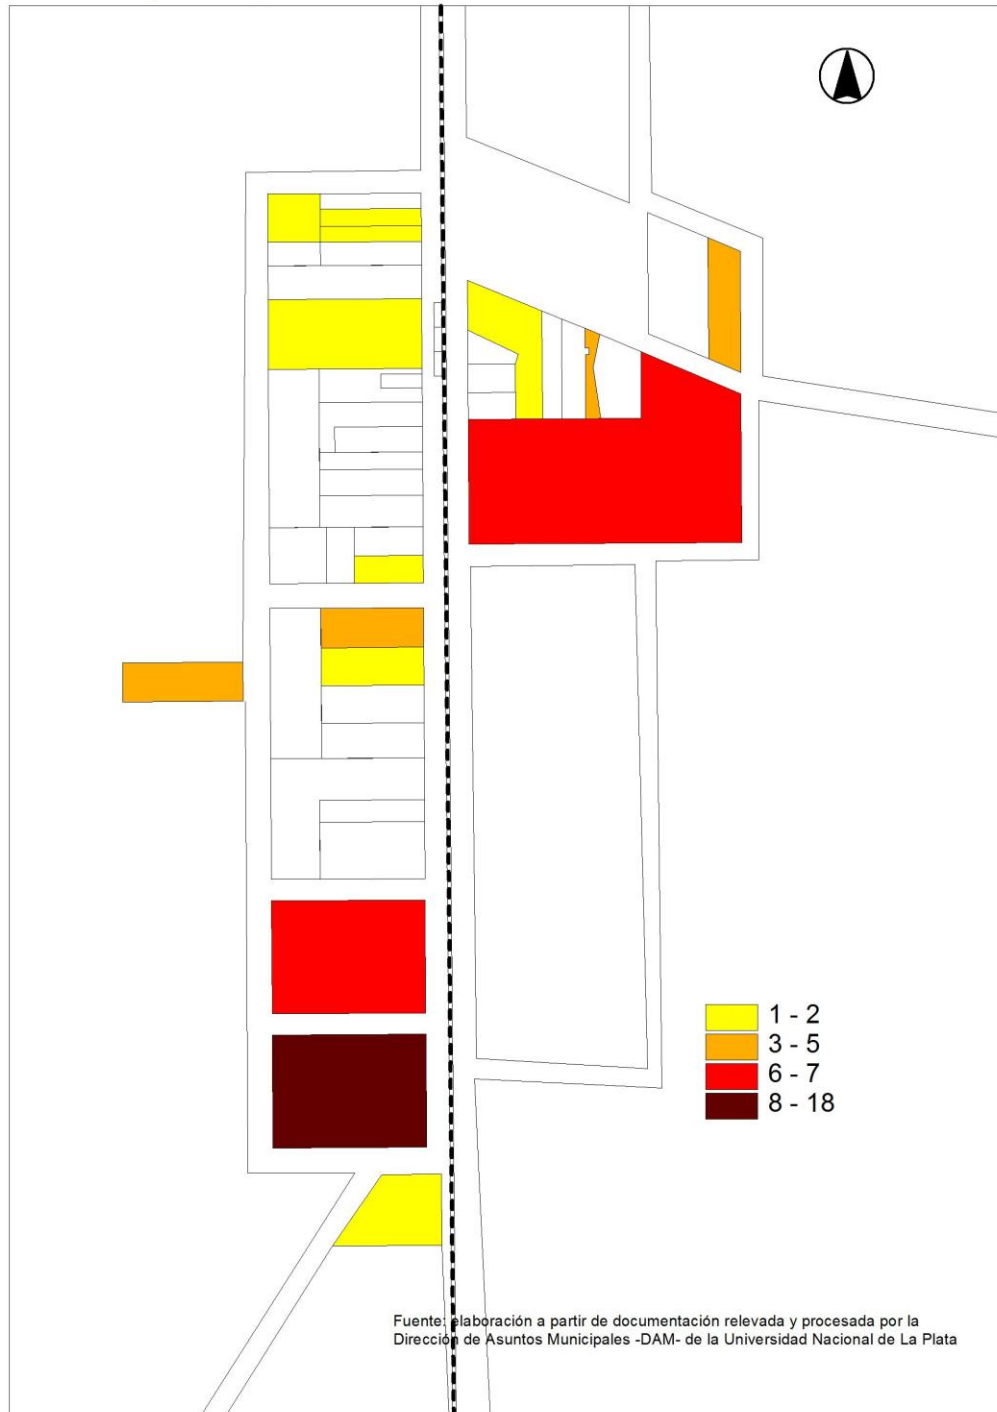 1 - 2
3 - 5
6 - 7
8 - 18
Fuente: elaboración a partir de documentación relevada y procesada por la
Dirección de Asuntos Municipales -DAM- de la Universidad Nacional de La Plata